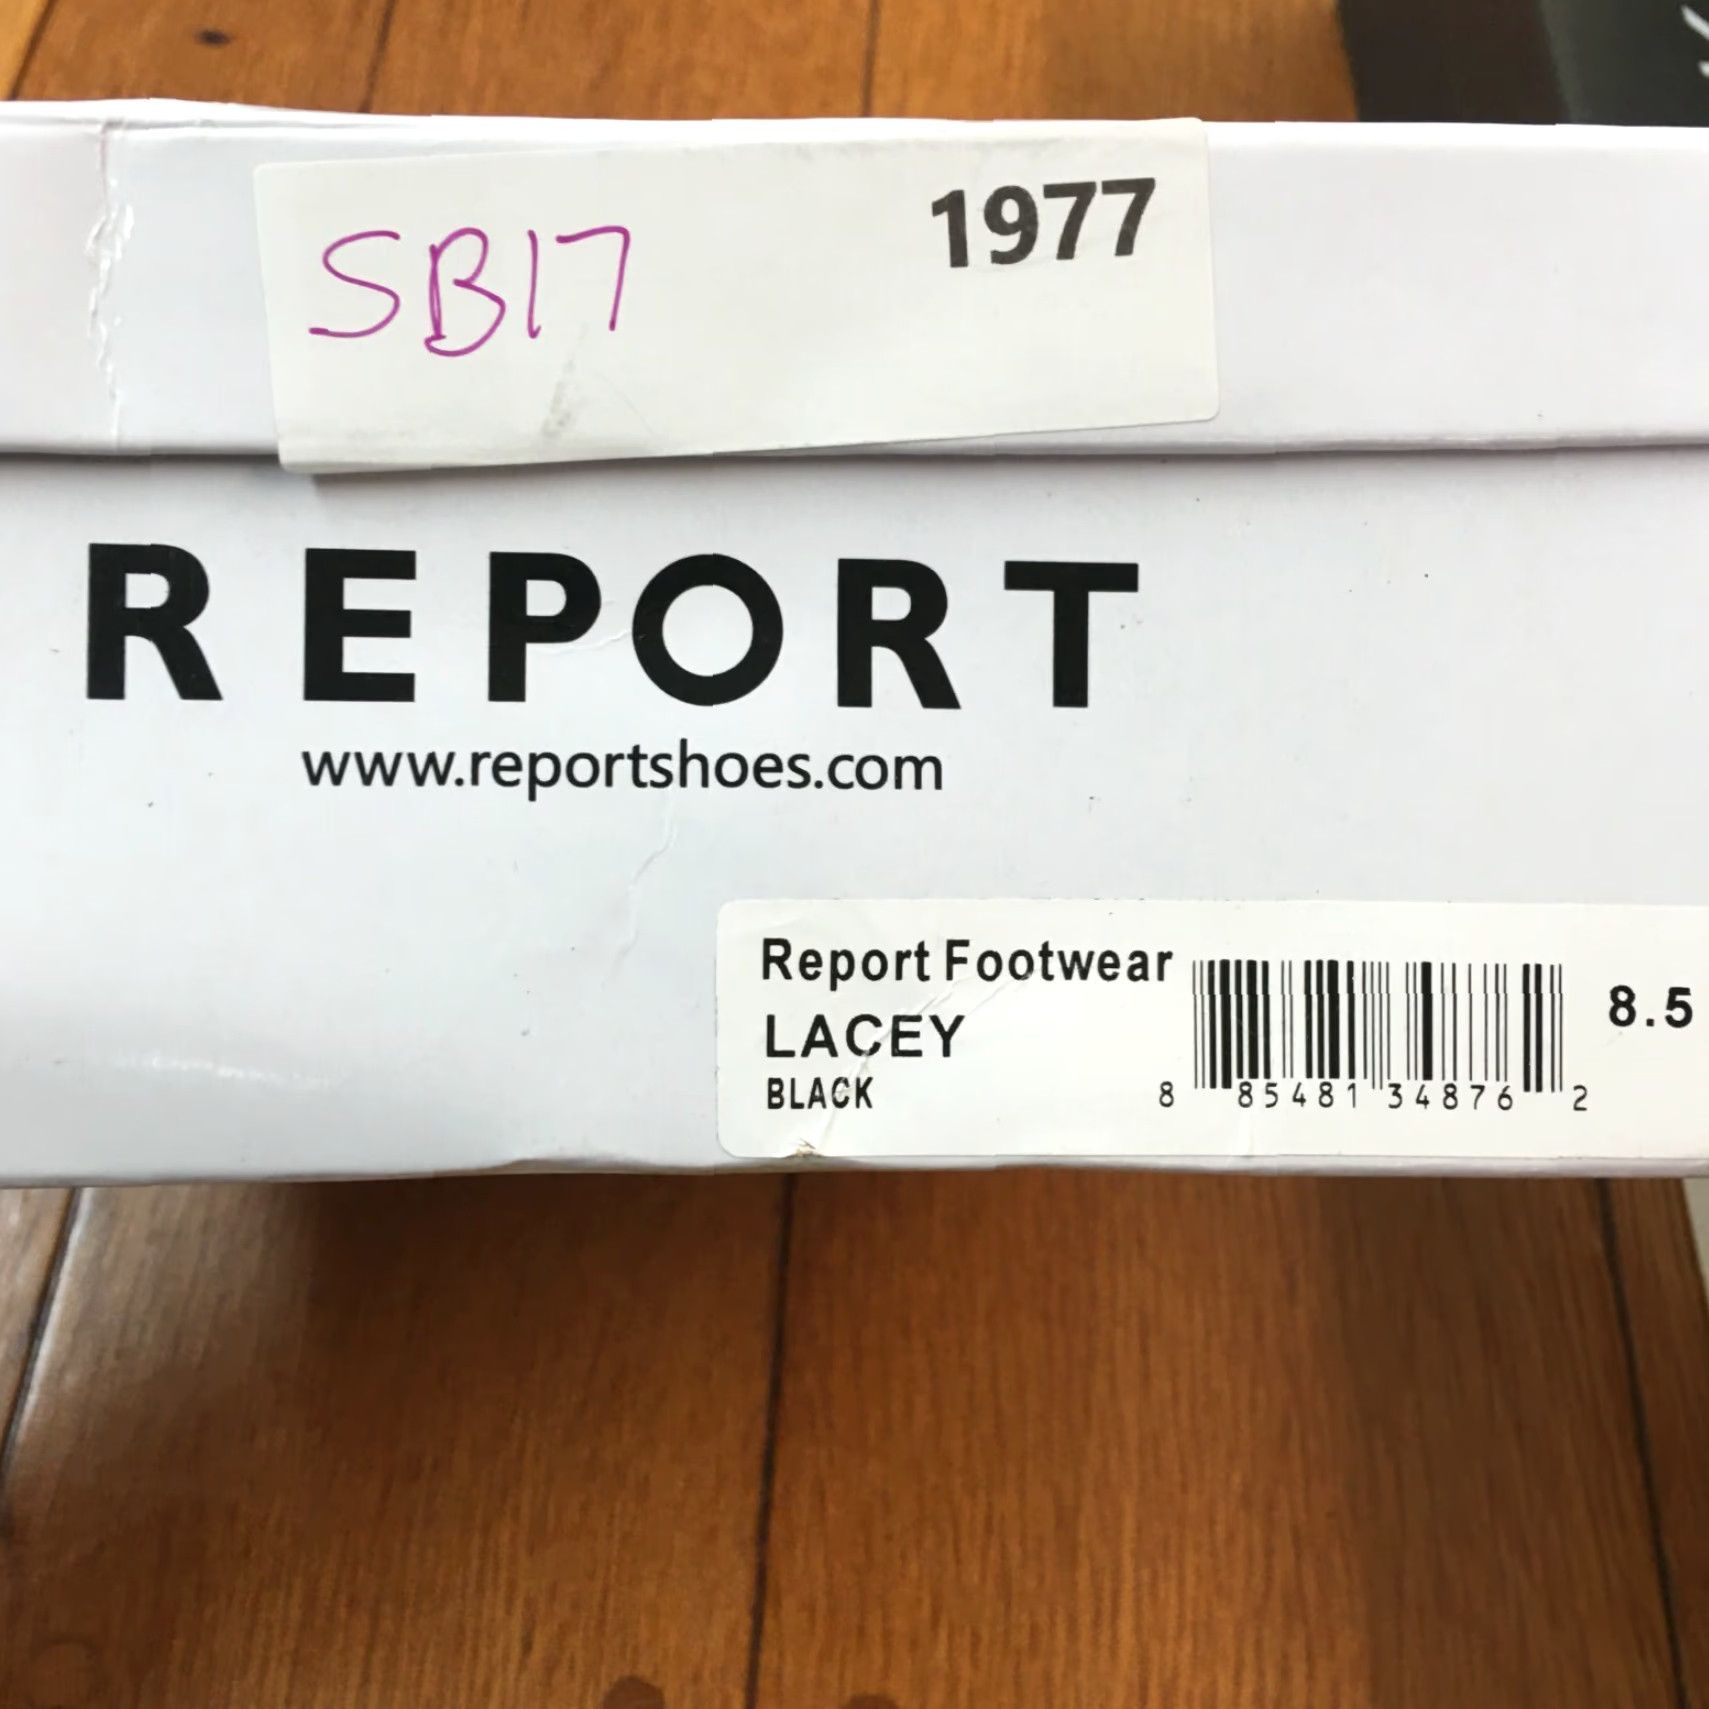 SB17 1977
REPORT
www.reportshoes.com
Report Footwear
LACEY
BLACK
8.5
8 85481 34876 2